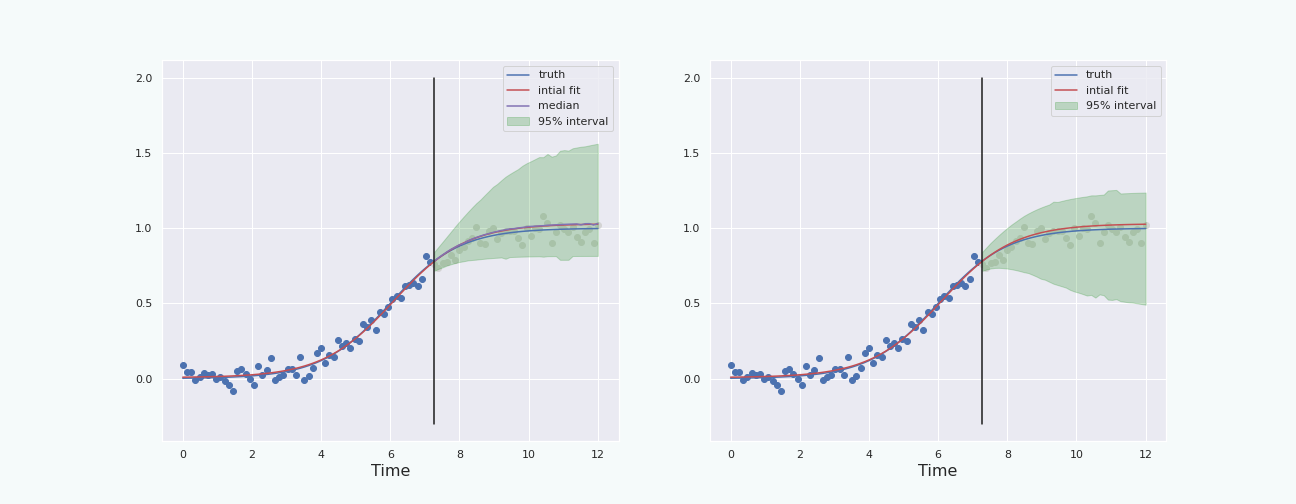 2.0
1.5
1.0
0.5
0.0
0 2 4 6 8 10 12
Time
truth
intial fit
median
95% interval
2.0
1.5
1.0
0.5
0.0
0 2 4 6 8 10 12
Time
truth
intial fit
95% interval